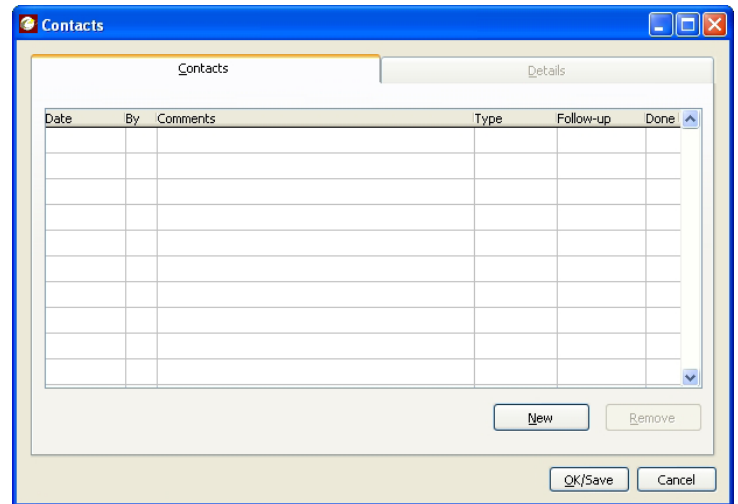 Contacts
Contacts Details
Date By Comments Type Follow-up Done
New Remove
OK/Save Cancel